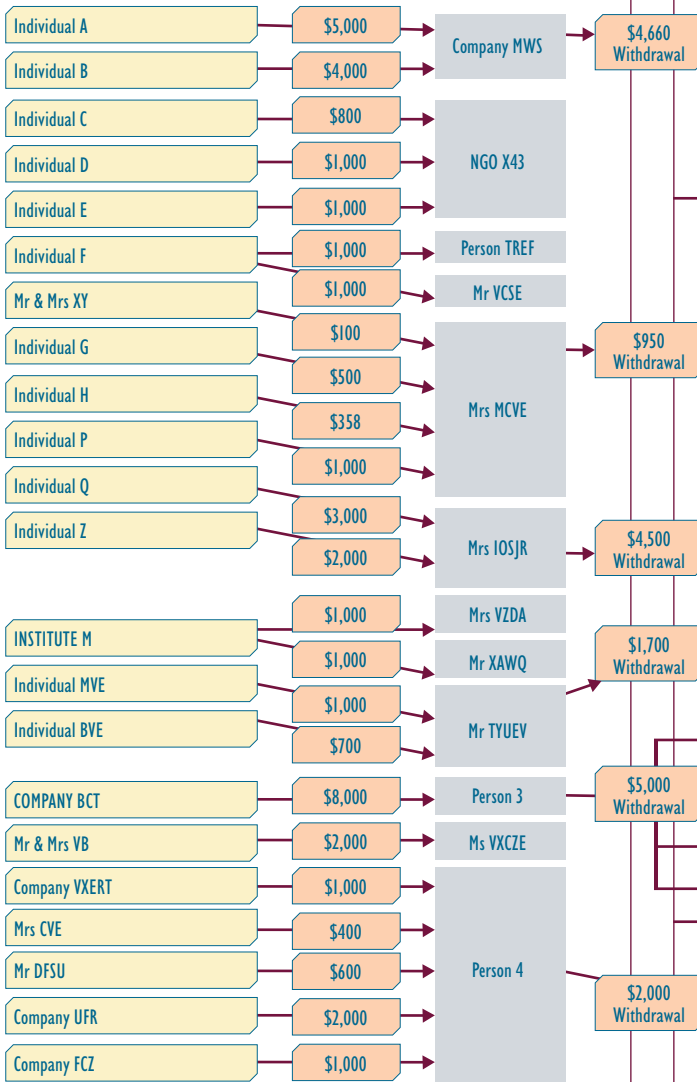 Individual A
$5,000
Company MWS
$4,660
Withdrawal
Individual B
$4,000
Individual C
$800
NGO X43
Individual D
$1,000
Individual E
$1,000
Individual F
$1,000
Person TREF
$1,000
Mr VCSE
Mr & Mrs XY
$100
Mrs MCVE
$950
Withdrawal
Individual G
$500
Individual H
$358
Individual P
$1,000
Individual Q
$3,000
Mrs IOSJR
$4,500
Withdrawal
Individual Z
$2,000
INSTITUTE M
$1,000
Mrs VZDA
$1,000
Mr XAWQ
Individual MVE
$1,000
Mr TYUEV
$1,700
Withdrawal
Individual BVE
$700
COMPANY BCT
$8,000
Person 3
$5,000
Withdrawal
Mr & Mrs VB
$2,000
Ms VXCZE
Company VXERT
$1,000
Person 4
Mrs CVE
$400
Mr DFSU
$600
$2,000
Withdrawal
Company UFR
$2,000
Company FCZ
$1,000